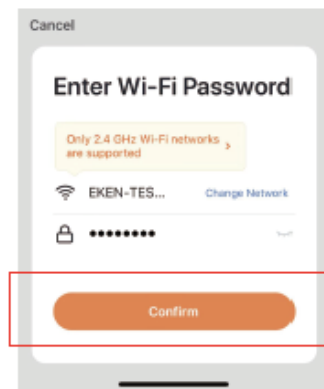 Cancel
Enter Wi-Fi Password
Only 2.4 GHz Wi-Fi networks
are supported
EKEN-TES...
Change Network
••••••••
Confirm